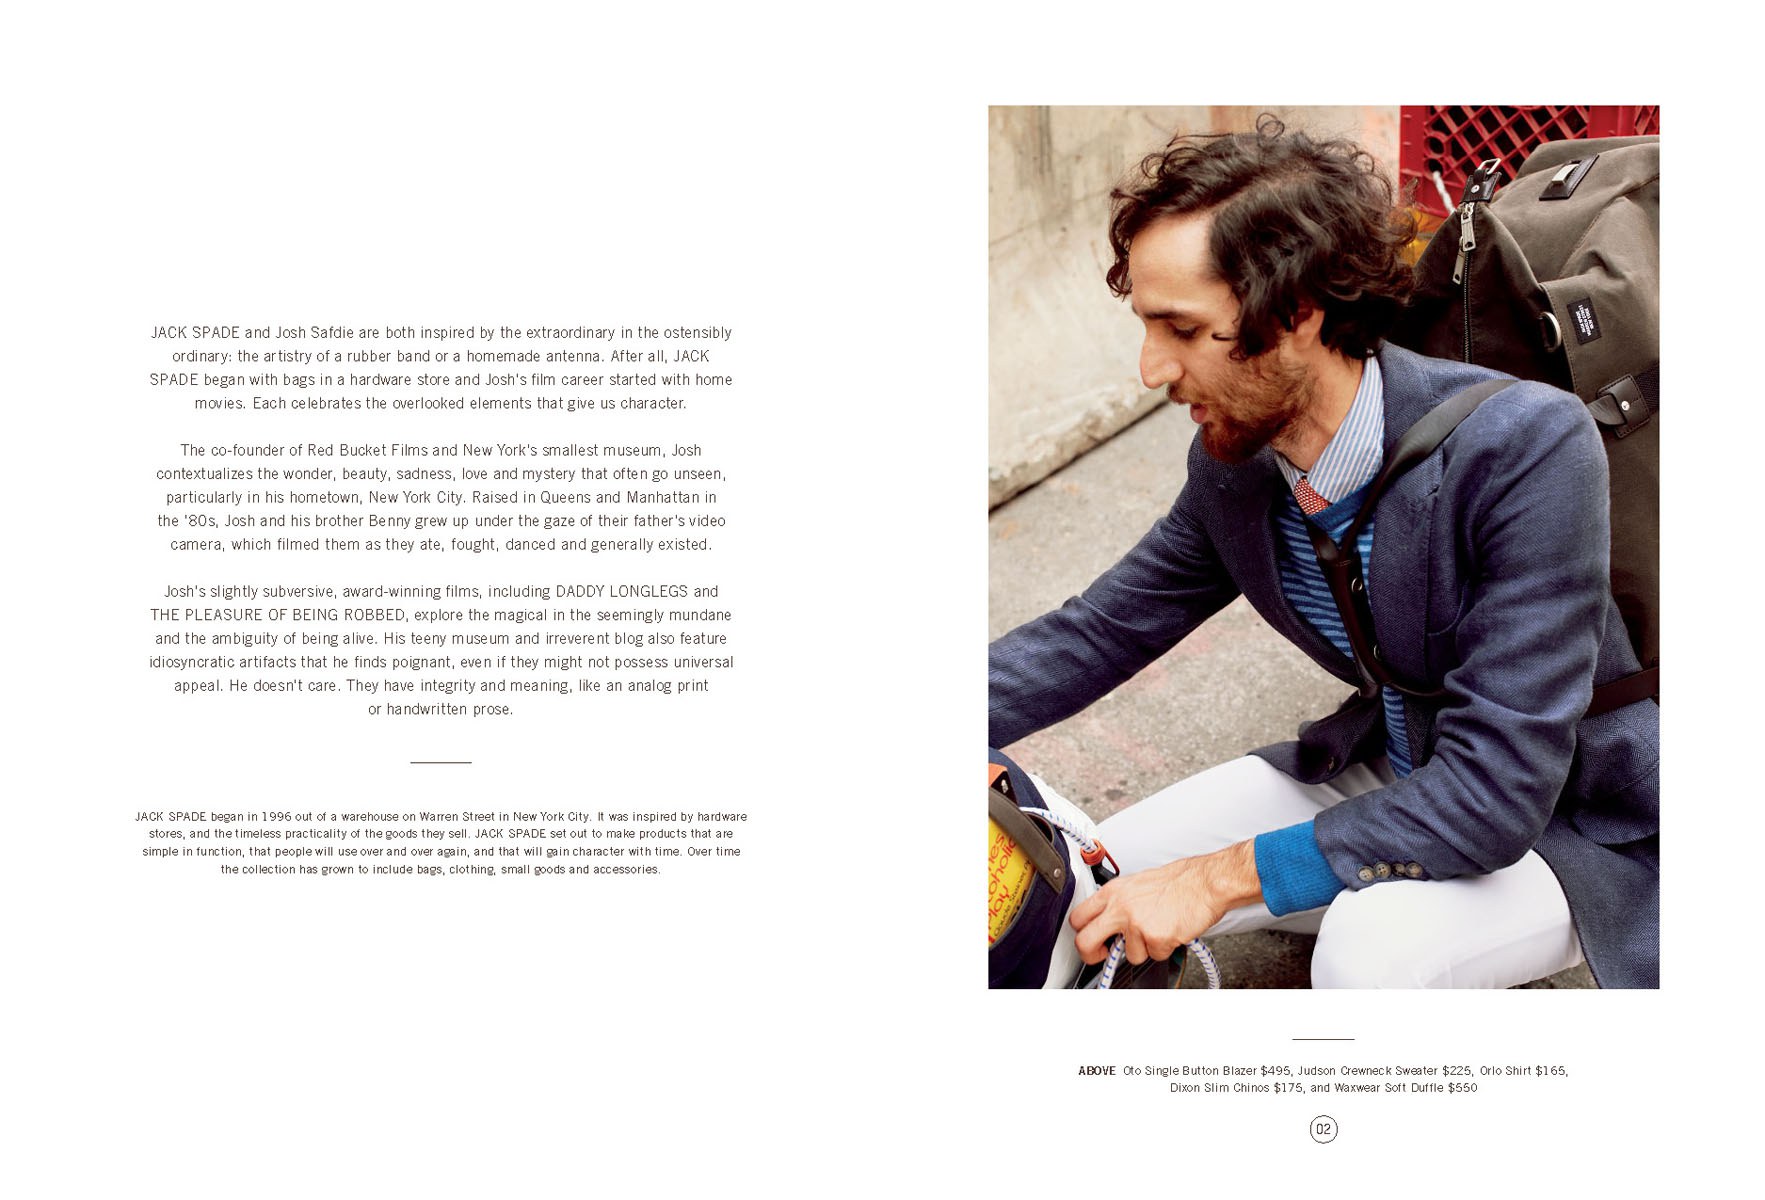 JACK SPADE and Josh Safdie are both inspired by the extraordinary in the ostensibly
ordinary: the artistry of a rubber band or a homemade antenna. After all, JACK
SPADE began with bags in a hardware store and Josh's film career started with home
movies. Each celebrates the overlooked elements that give us character.
The co-founder of Red Bucket Films and New York's smallest museum, Josh
contextualizes the wonder, beauty, sadness, love and mystery that often go unseen,
particularly in his hometown, New York City. Raised in Queens and Manhattan in
the '80s, Josh and his brother Benny grew up under the gaze of their father's video
camera, which filmed them as they ate, fought, danced and generally existed.
Josh's slightly subversive, award-winning films, including DADDY LONGLEGS and
THE PLEASURE OF BEING ROBBED, explore the magical in the seemingly mundane
and the ambiguity of being alive. His teeny museum and irreverent blog also feature
idiosyncratic artifacts that he finds poignant, even if they might not possess universal
appeal. He doesn't care. They have integrity and meaning, like an analog print
or handwritten prose.
JACK SPADE began in 1996 out of a warehouse on Warren Street in New York City. It was inspired by hardware
stores, and the timeless practicality of the goods they sell. JACK SPADE set out to make products that are
simple in function, that people will use over and over again, and that will gain character with time. Over time
the collection has grown to include bags, clothing, small goods and accessories.
Play
ABOVE Oto Single Button Blazer $495, Judson Crewneck Sweater $225, Orlo Shirt $165,
Dixon Slim Chinos $175, and Waxwear Soft Duffle $550
02